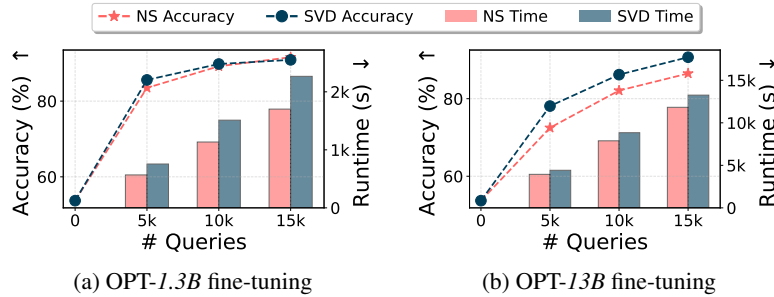 NS Accuracy SVD Accuracy NS Time SVD Time
Accuracy (%) ↑
80
60
0 5k 10k 15k
# Queries
2k
1k
0
Runtime (s) ↓
(a) OPT-1.3B fine-tuning
Accuracy (%) ↑
80
60
0 5k 10k 15k
# Queries
15k
10k
5k
0
Runtime (s) ↓
(b) OPT-13B fine-tuning